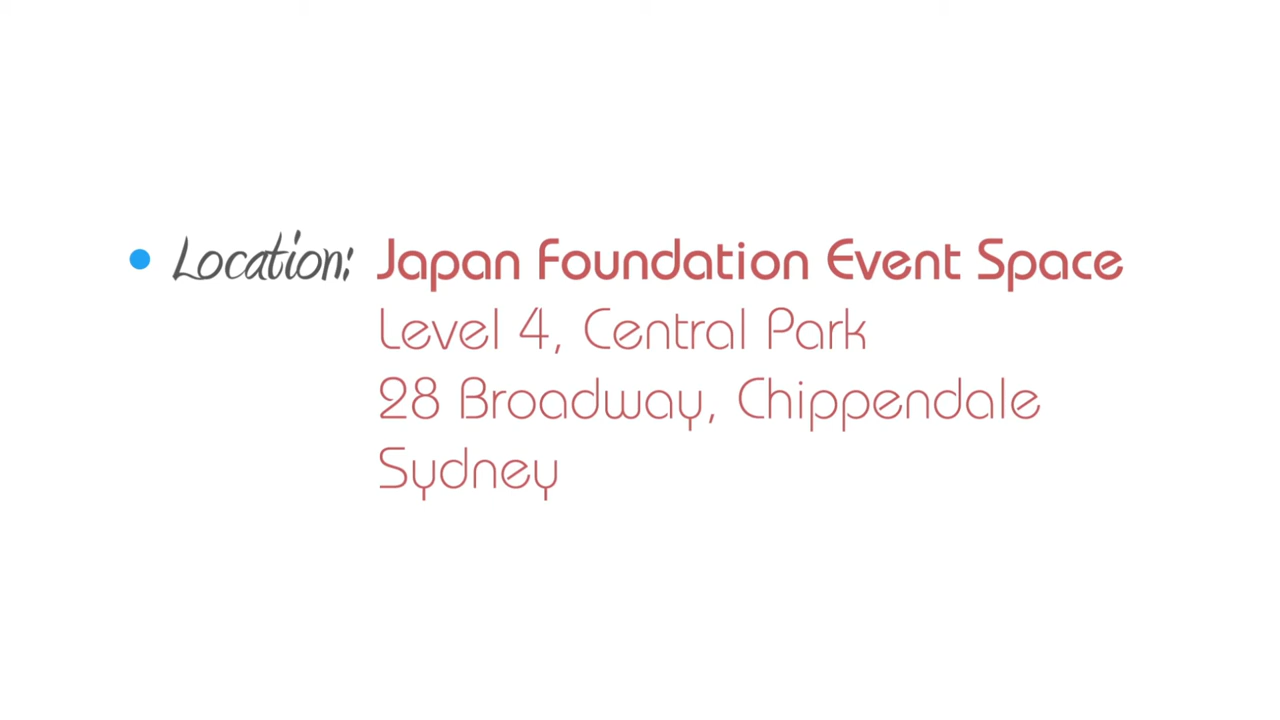 • Location: Japan Foundation Event Space
Level 4, Central Park
28 Broadway, Chippendale
Sydney